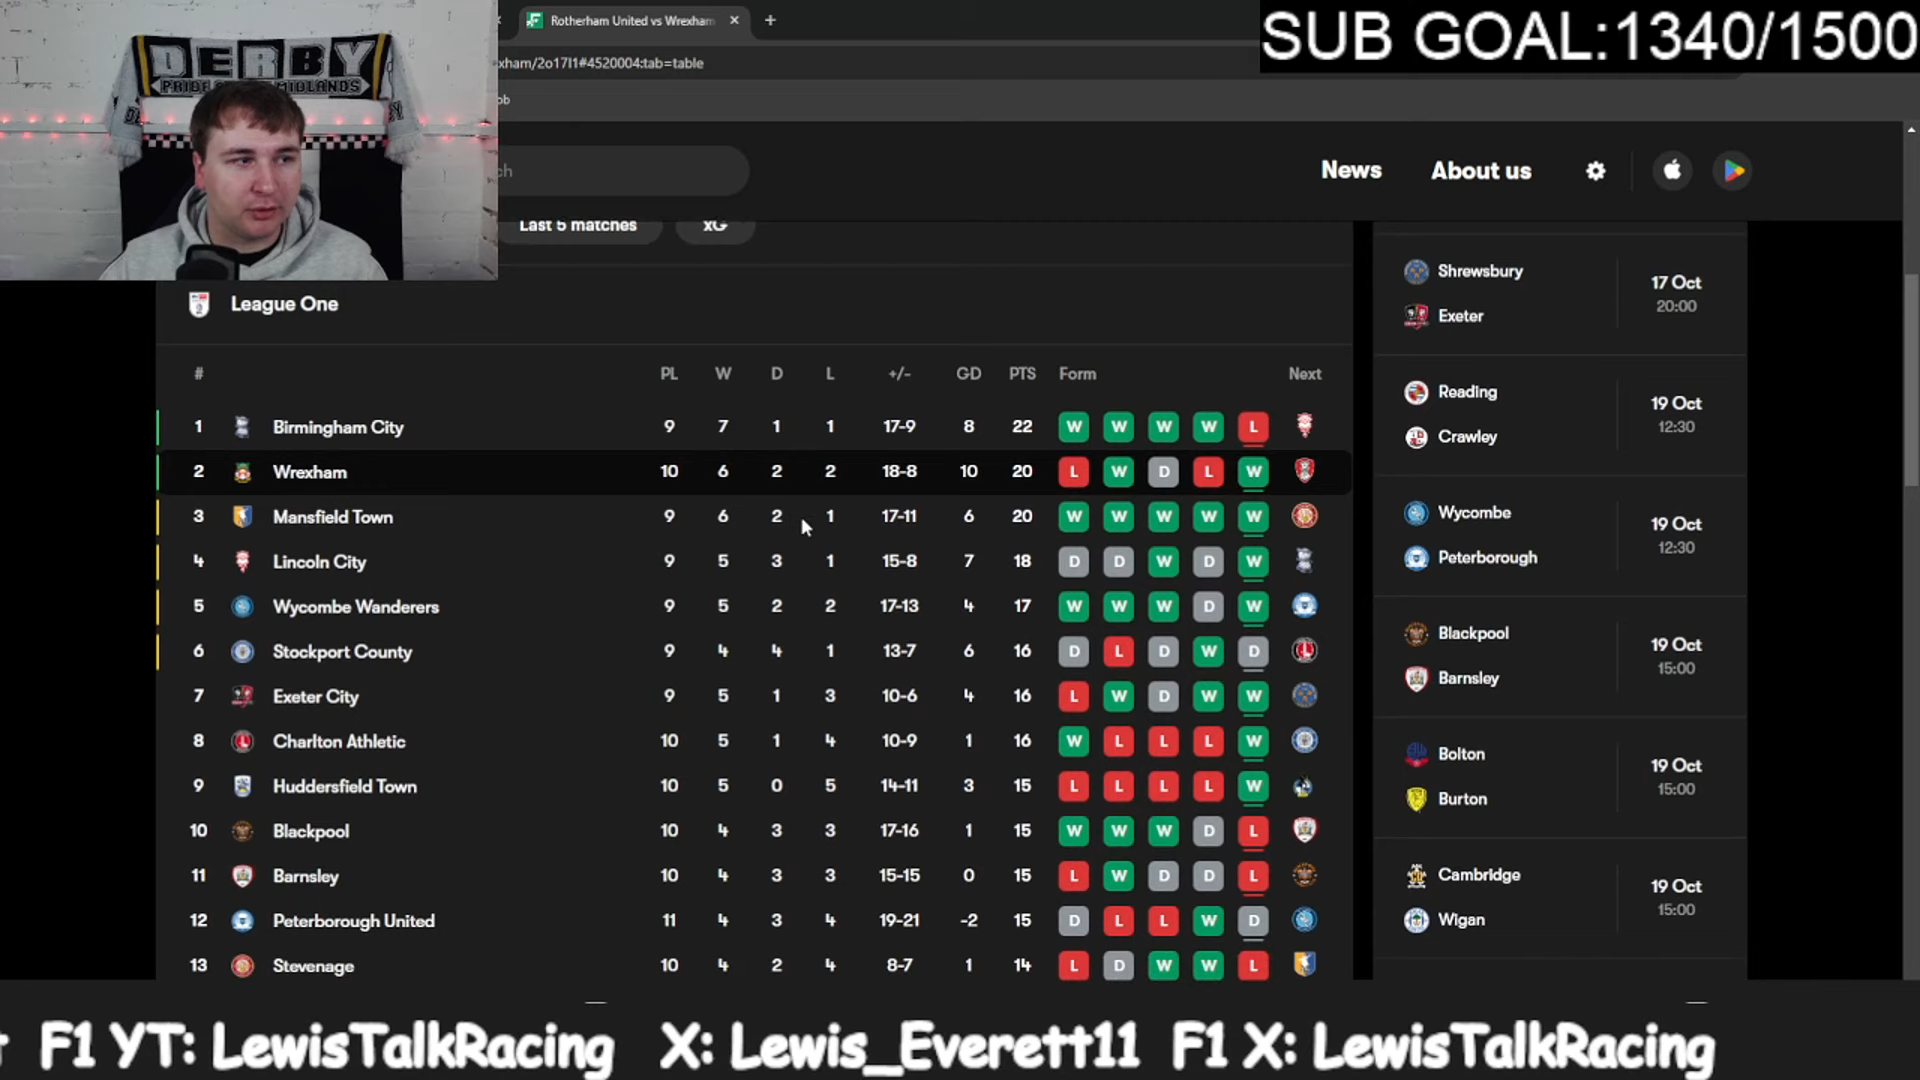 Rotherham United vs Wrexham
SUB GOAL:1340/1500
xham/2o17l1#4520004:tab=table
ob
DERBY
PRIDE MIDLANDS
ch
News About us
Last 5 matches xG
League One
# PL W D L +/- GD PTS Form Next
1 Birmingham City 9 7 1 1 17-9 8 22 W W W W L
2 Wrexham 10 6 2 2 18-8 10 20 L W D L W
3 Mansfield Town 9 6 2 1 17-11 6 20 W W W W W
4 Lincoln City 9 5 3 1 15-8 7 18 D D W D W
5 Wycombe Wanderers 9 5 2 2 17-13 4 17 W W W D W
6 Stockport County 9 4 4 1 13-7 6 16 D L D W D
7 Exeter City 9 5 1 3 10-6 4 16 L W D W W
8 Charlton Athletic 10 5 1 4 10-9 1 16 W L L L W
9 Huddersfield Town 10 5 0 5 14-11 3 15 L L L L W
10 Blackpool 10 4 3 3 17-16 1 15 W W W D L
11 Barnsley 10 4 3 3 15-15 0 15 L W D D L
12 Peterborough United 11 4 3 4 19-21 -2 15 D L L W D
13 Stevenage 10 4 2 4 8-7 1 14 L D W W L
Shrewsbury
Exeter
17 Oct
20:00
Reading
Crawley
19 Oct
12:30
Wycombe
Peterborough
19 Oct
12:30
Blackpool
Barnsley
19 Oct
15:00
Bolton
Burton
19 Oct
15:00
Cambridge
Wigan
19 Oct
15:00
F1 YT: LewisTalkRacing X: Lewis_Everett11 F1 X: LewisTalkRacing